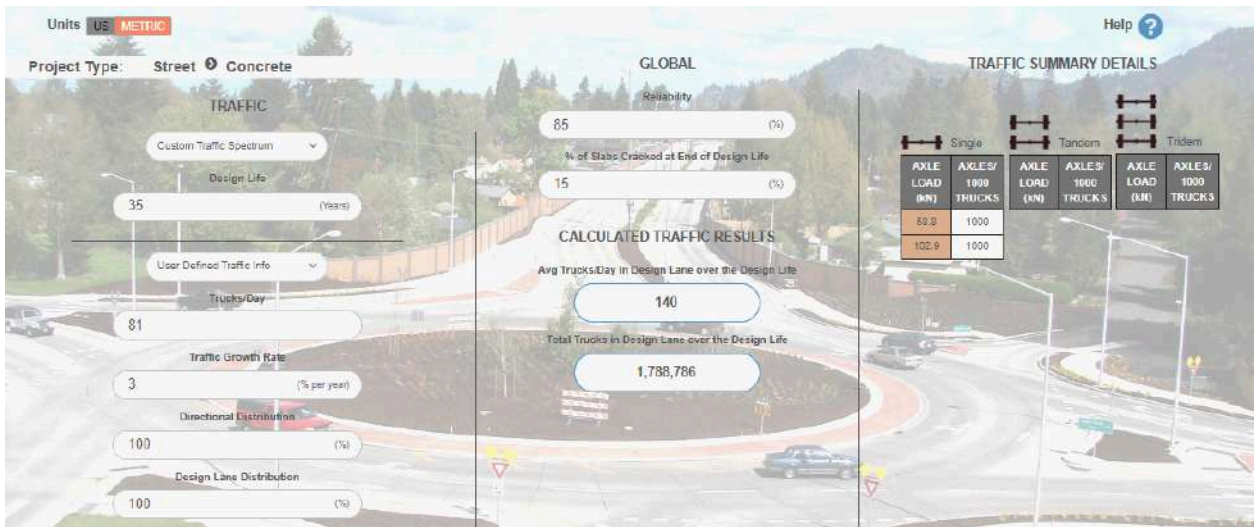 Units US METRIC
Help ?
Project Type: Street Concrete
TRAFFIC
Custom Traffic Spectrum
Design Life
35 (Years)
User Defined Traffic Info
Trucks/Day
81
Traffic Growth Rate
3 (% per year)
Directional Distribution
100 (%)
Design Lane Distribution
100 (%)
GLOBAL
Reliability
85 (%)
% of Slabs Cracked at End of Design Life
15 (%)
CALCULATED TRAFFIC RESULTS
Avg Trucks/Day in Design Lane over the Design Life
140
Total Trucks in Design Lane over the Design Life
1,788,786
TRAFFIC SUMMARY DETAILS
Single Tandem Tridem
AXLE LOAD (kN) AXLES/ 1000 TRUCKS AXLE LOAD (kN) AXLES/ 1000 TRUCKS AXLE LOAD (kN) AXLES/ 1000 TRUCKS
1000
102.9 1000